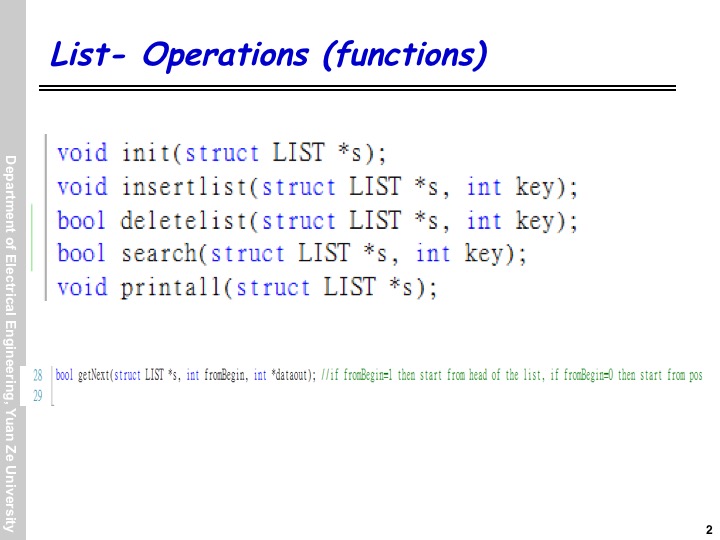 List- Operations (functions)
void init(struct LIST *s);
void insertlist(struct LIST *s, int key);
bool deletelist(struct LIST *s, int key);
bool search(struct LIST *s, int key);
void printall(struct LIST *s);
28 bool getNext(struct LIST *s, int fromBegin, int *dataout); //if fromBegin=1 then start from head of the list, if fromBegin=0 then start from pos
29
Department of Electrical Engineering, Yuan Ze University
2